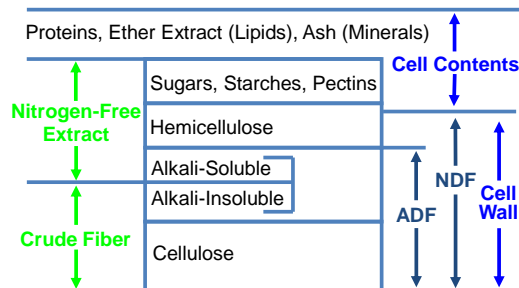 Proteins, Ether Extract (Lipids), Ash (Minerals)
Cell Contents
Sugars, Starches, Pectins
Nitrogen-Free
Extract
Hemicellulose
Alkali-Soluble
Alkali-Insoluble
Crude Fiber
Cellulose
ADF
NDF
Cell
Wall